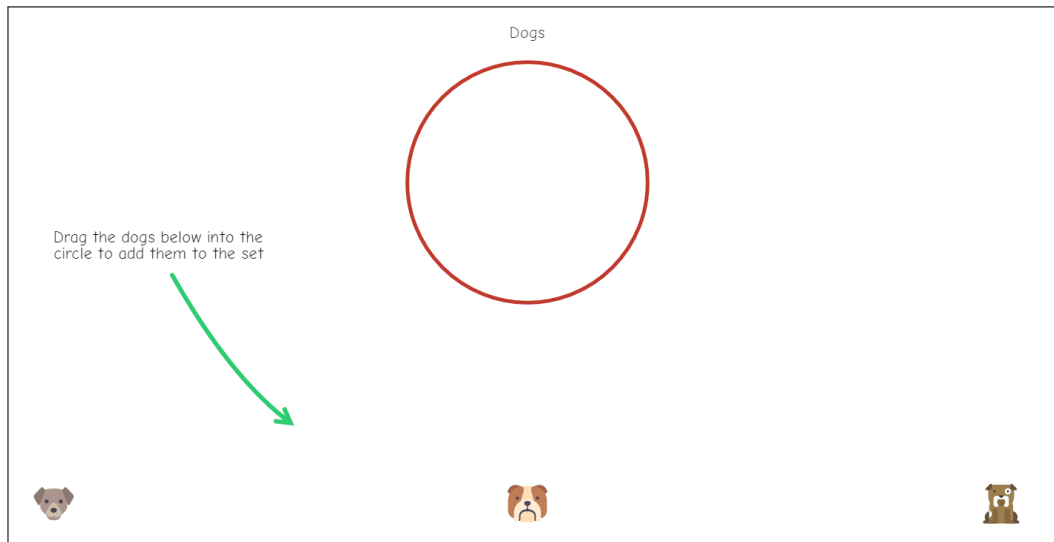 Dogs
Drag the dogs below into the
circle to add them to the set